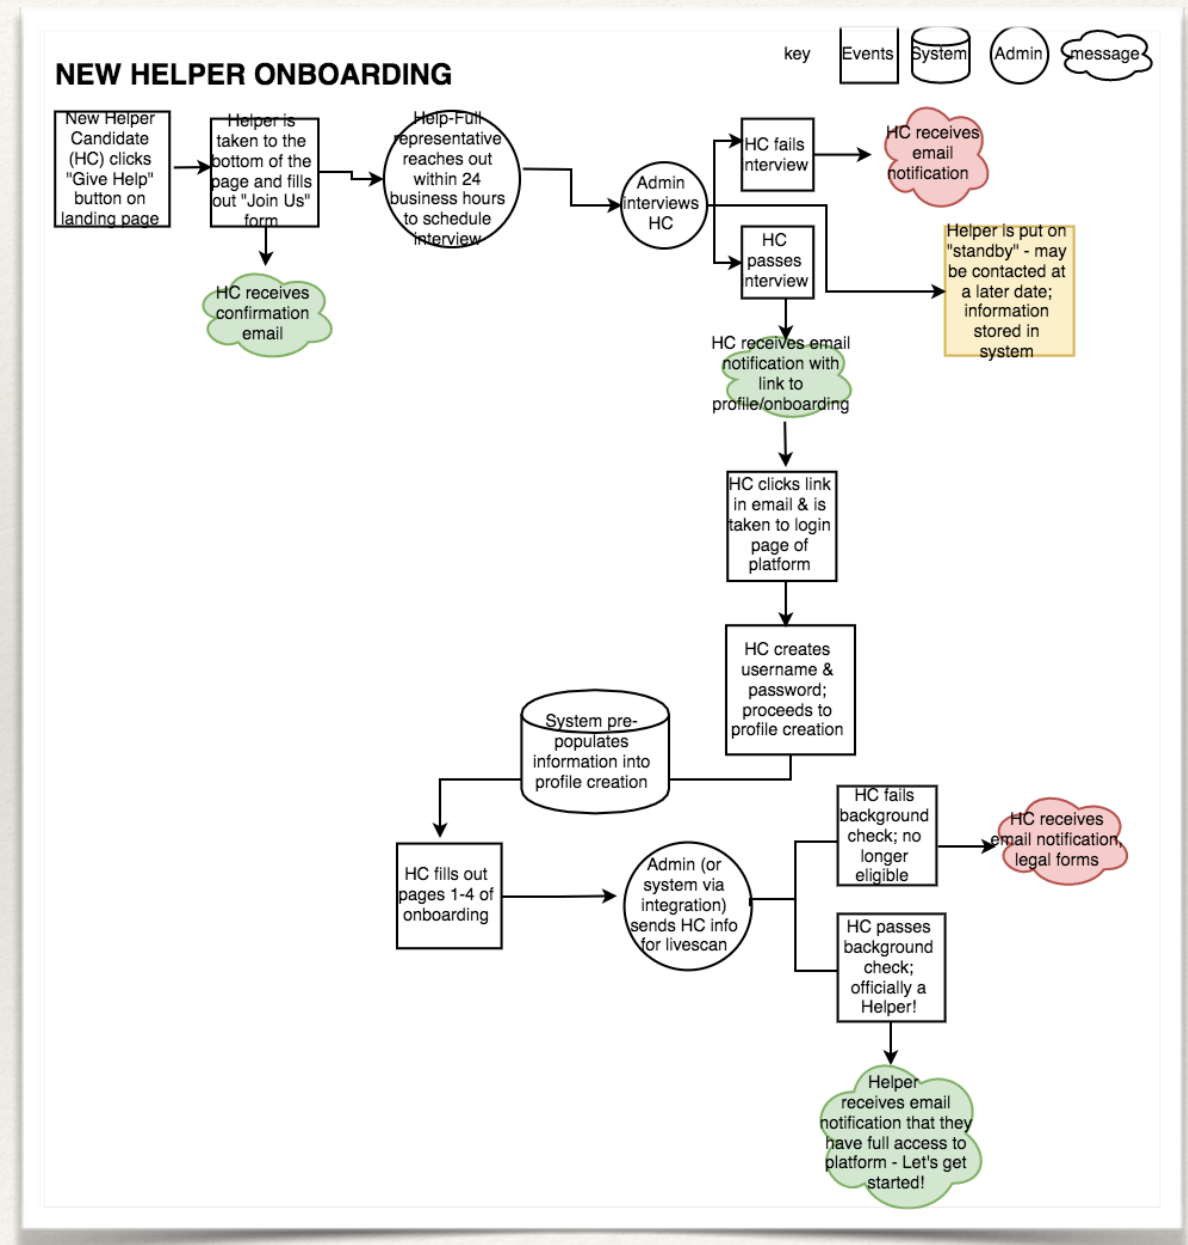 key
Events
System
Admin
message
NEW HELPER ONBOARDING
New Helper
Candidate
(HC) clicks
"Give Help"
button on
landing page
Helper is
taken to the
bottom of the
page and fills
out "Join Us"
form
Help-Full
representative
reaches out
within 24
business hours
to schedule
interview
Admin
interviews
HC
HC fails
interview
HC receives
email
notification
HC
passes
interview
Helper is put on
"standby" - may
be contacted at
a later date;
information
stored in
system
HC receives
confirmation
email
HC receives email
notification with
link to
profile/onboarding
HC clicks link
in email & is
taken to login
page of
platform
HC creates
username &
password;
proceeds to
profile creation
System pre-
populates
information into
profile creation
HC fills out
pages 1-4 of
onboarding
Admin (or
system via
integration)
sends HC info
for livescan
HC fails
background
check; no
longer
eligible
HC receives
email notification,
legal forms
HC passes
background
check;
officially a
Helper!
Helper
receives email
notification that they
have full access to
platform - Let's get
started!